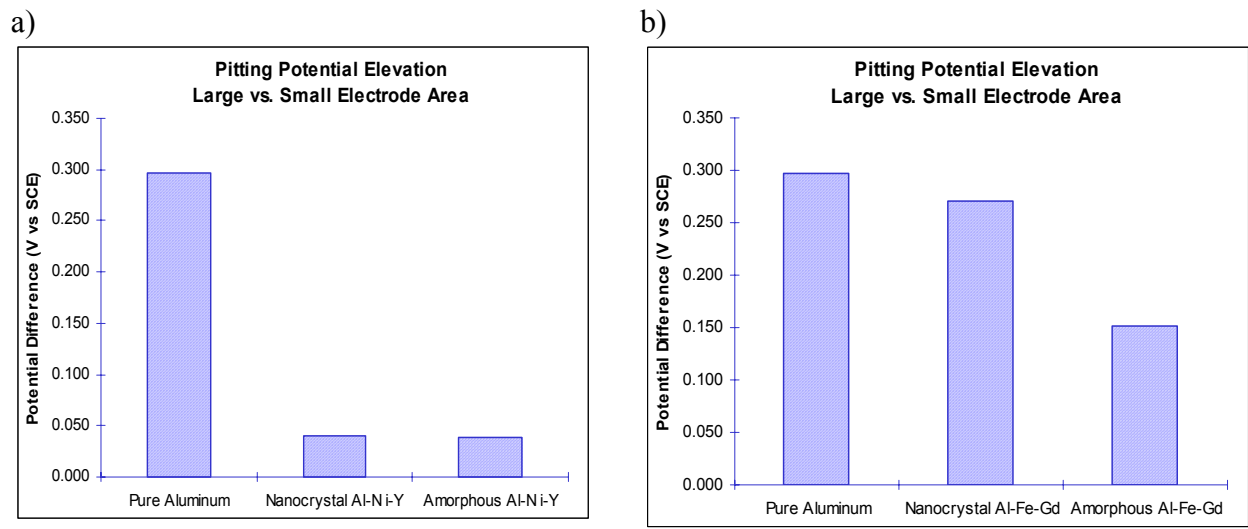 a)
Pitting Potential Elevation
Large vs. Small Electrode Area
Potential Difference (V vs SCE)
0.350
0.300
0.250
0.200
0.150
0.100
0.050
0.000
Pure Aluminum Nanocrystal Al-Ni-Y Amorphous Al-Ni-Y
b)
Pitting Potential Elevation
Large vs. Small Electrode Area
Potential Difference (V vs SCE)
0.350
0.300
0.250
0.200
0.150
0.100
0.050
0.000
Pure Aluminum Nanocrystal Al-Fe-Gd Amorphous Al-Fe-Gd